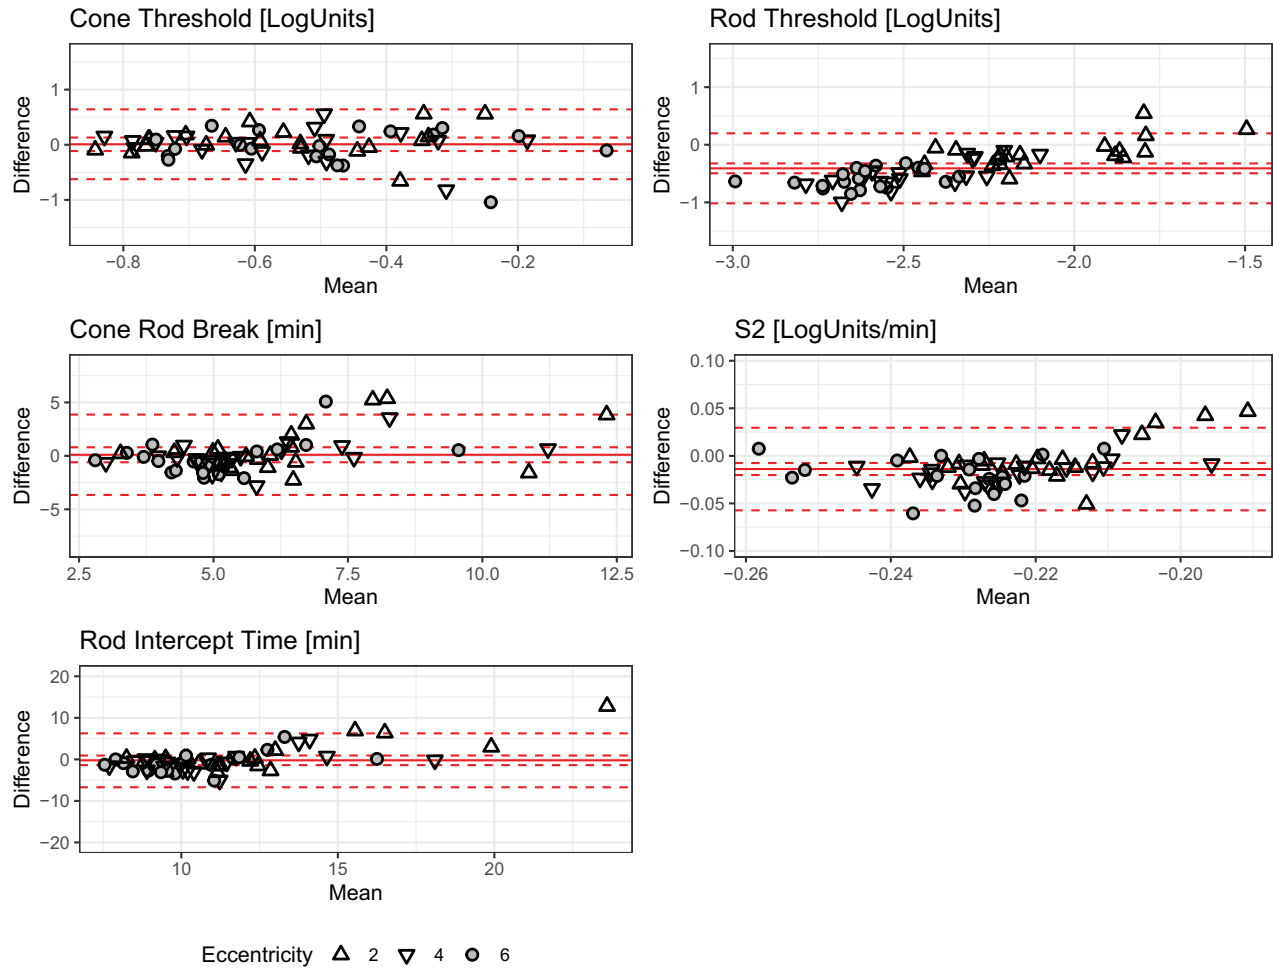 Cone Threshold [LogUnits]
Rod Threshold [LogUnits]
Difference
1
0
−1
−0.8
−0.6
−0.4
−0.2
Mean
Difference
1
0
−1
−3.0
−2.5
−2.0
−1.5
Mean
Cone Rod Break [min]
S2 [LogUnits/min]
Difference
5
0
−5
2.5
5.0
7.5
10.0
12.5
Mean
Difference
0.10
0.05
0.00
−0.05
−0.10
−0.26
−0.24
−0.22
−0.20
Mean
Rod Intercept Time [min]
Difference
20
10
0
−10
−20
10
15
20
Mean
Eccentricity 2 4 6